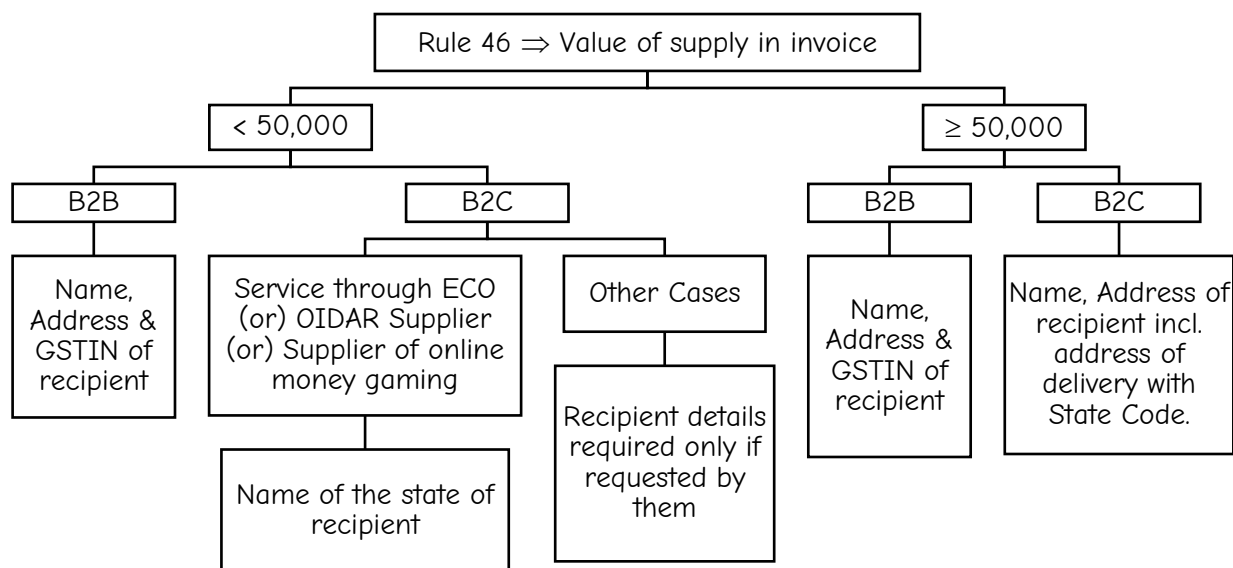 Rule 46 ⇒ Value of supply in invoice
< 50,000
≥ 50,000
B2B
B2C
B2B
B2C
Name,
Address &
GSTIN of
recipient
Service through ECO
(or) OIDAR Supplier
(or) Supplier of online
money gaming
Other Cases
Name,
Address &
GSTIN of
recipient
Name, Address of
recipient incl.
address of
delivery with
State Code.
Name of the state of
recipient
Recipient details
required only if
requested by
them